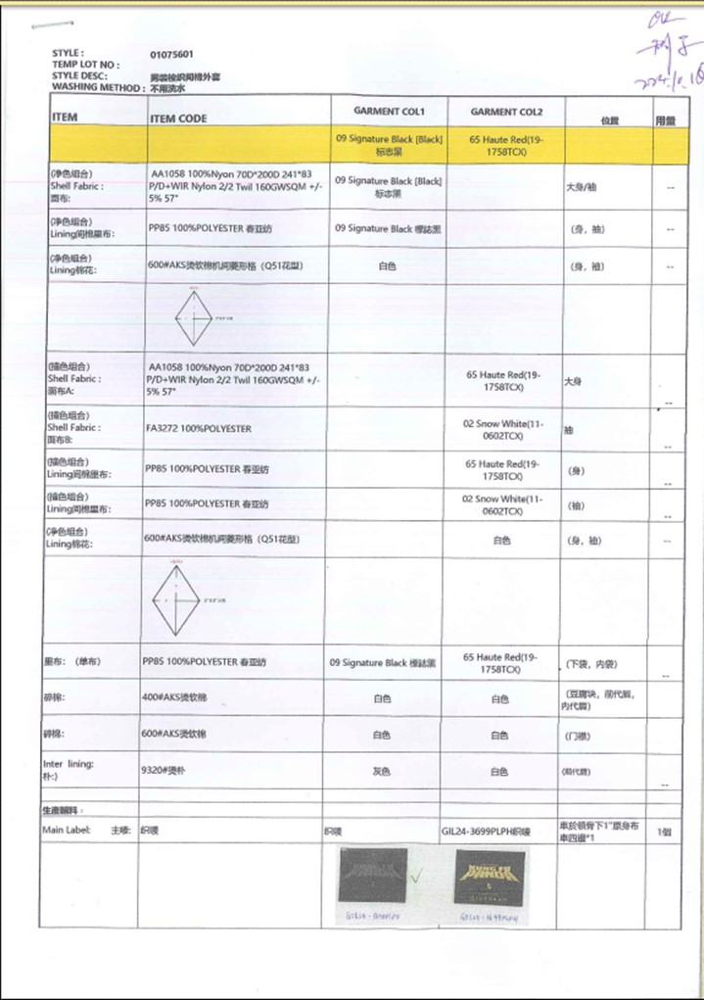 OK
2024.10.16
STYLE : 01075601
TEMP LOT NO :
STYLE DESC: 男装梭织间棉外套
WASHING METHOD : 不用洗水
ITEM ITEM CODE GARMENT COL1 GARMENT COL2 位置 用量
09 Signature Black [Black] 65 Haute Red(19-
标志黑 1758TCX)
(净色组合) AA1058 100%Nyon 70D*200D 241*83
Shell Fabric : P/D+WIR Nylon 2/2 Twil 160GWSQM +/- 09 Signature Black [Black] 大身/袖 --
面布: 5% 57" 标志黑
(净色组合)
Lining间棉里布: PP85 100%POLYESTER 春亚纺 09 Signature Black 標誌黑 (身，袖) --
(净色组合)
Lining棉花: 600#AKS烫软棉机间菱形格（Q51花型） 白色 (身，袖) --
(撞色组合) AA1058 100%Nyon 70D*200D 241*83
Shell Fabric : P/D+WIR Nylon 2/2 Twil 160GWSQM +/- 65 Haute Red(19- 大身
面布A: 5% 57" 1758TCX) --
(撞色组合)
Shell Fabric : FA3272 100%POLYESTER 02 Snow White(11- 袖
面布B: 0602TCX) --
(撞色组合) 65 Haute Red(19-
Lining间棉里布: PP85 100%POLYESTER 春亚纺 1758TCX) (身) --
(撞色组合) 02 Snow White(11-
Lining间棉里布: PP85 100%POLYESTER 春亚纺 0602TCX) (袖) --
(净色组合)
Lining棉花: 600#AKS烫软棉机间菱形格（Q51花型） 白色 (身，袖) --
里布：（单布） PP85 100%POLYESTER 春亚纺 09 Signature Black 標誌黑 65 Haute Red(19- (下袋，内袋)
1758TCX) --
碎棉: 400#AKS烫软棉 白色 白色 (豆腐块，前代唇，
内代唇)
碎棉: 600#AKS烫软棉 白色 白色 (门襟)
Inter lining: 9320#烫朴 灰色 白色 (前代唇)
朴:) --
生産輔料：
Main Label: 主唛: 织唛 织唛 GIL24-3699PLPH织唛 車於領骨下1"原身布 1個
車四邊*1
KUNG FU
PANDA
GIORDANO